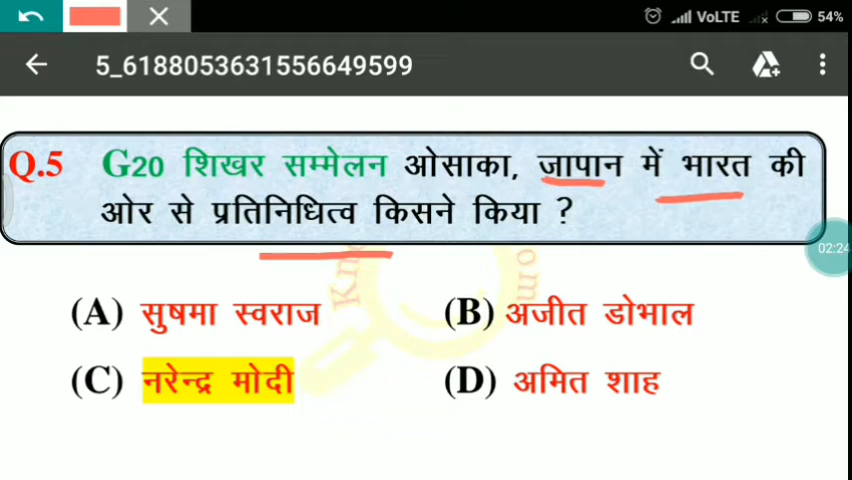 VoLTE 54%
5_6188053631556649599
Q.5 G20 शिखर सम्मेलन ओसाका, जापान में भारत की
ओर से प्रतिनिधित्व किसने किया ?
02:24
(A) सुषमा स्वराज (B) अजीत डोभाल
(C) नरेन्द्र मोदी (D) अमित शाह